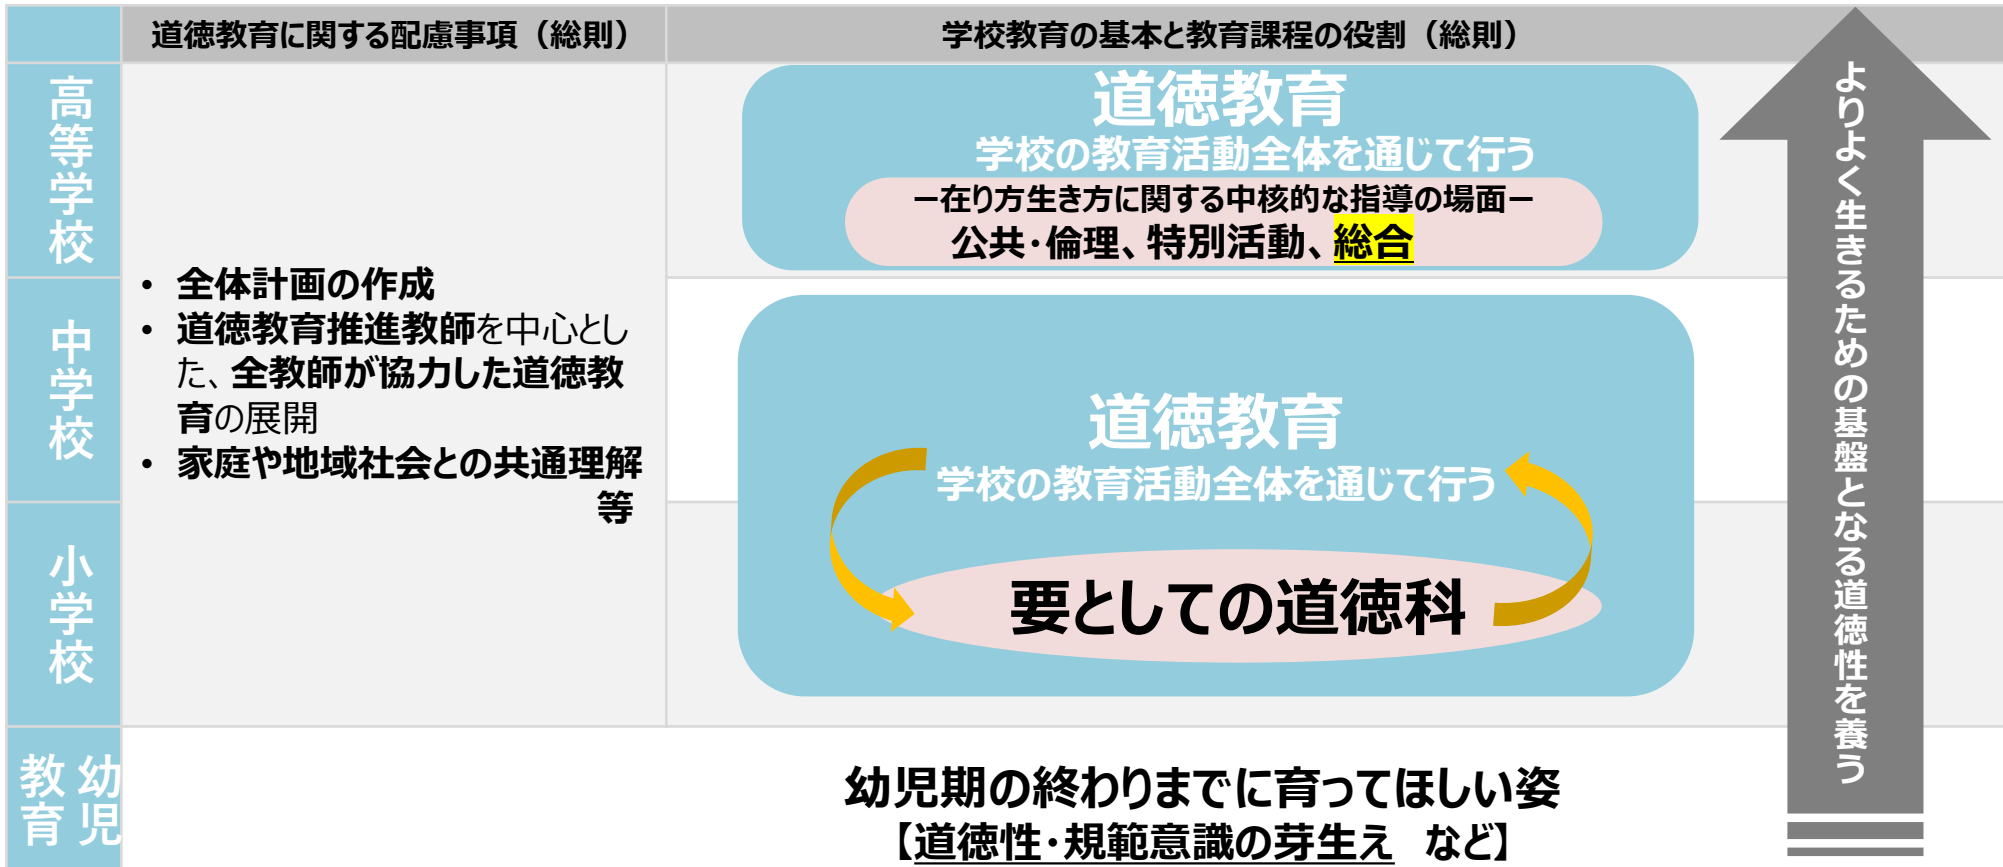 道徳教育に関する配慮事項（総則）
学校教育の基本と教育課程の役割（総則）
高等学校
中学校
小学校
幼児
教育
• 全体計画の作成
• 道徳教育推進教師を中心とし
た、全教師が協力した道徳教
育の展開
• 家庭や地域社会との共通理解
等
道徳教育
学校の教育活動全体を通じて行う
ー在り方生き方に関する中核的な指導の場面ー
公共・倫理、特別活動、総合
道徳教育
学校の教育活動全体を通じて行う
要としての道徳科
幼児期の終わりまでに育ってほしい姿
【道徳性・規範意識の芽生え　など】
よりよく生きるための基盤となる道徳性を養う